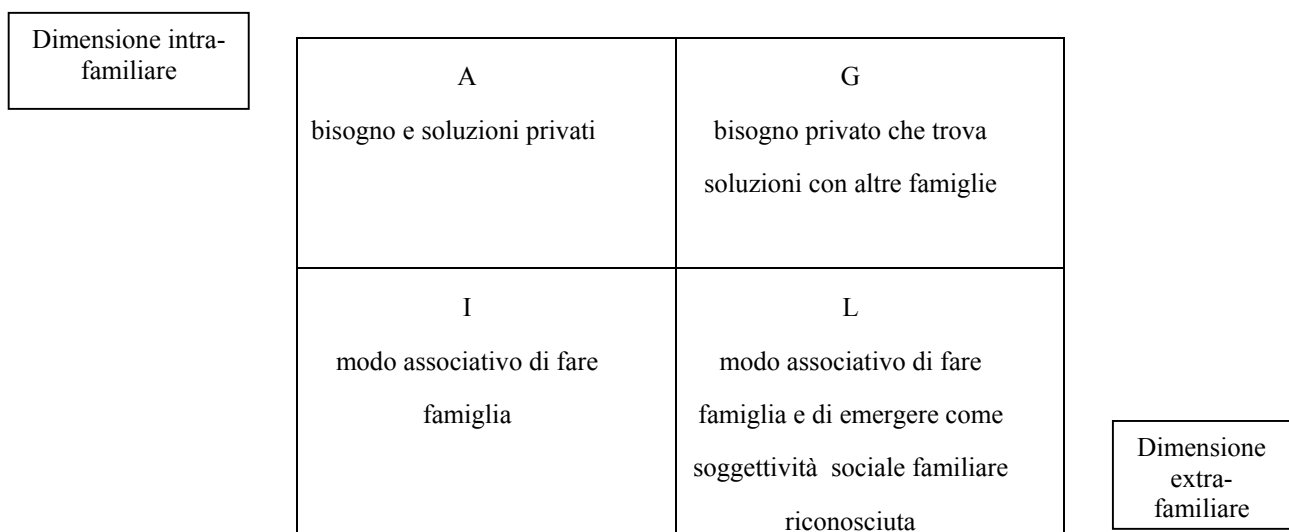 Dimensione intra-
familiare
A
bisogno e soluzioni privati
G
bisogno privato che trova
soluzioni con altre famiglie
I
modo associativo di fare
famiglia
L
modo associativo di fare
famiglia e di emergere come
soggettività sociale familiare
riconosciuta
Dimensione
extra-
familiare